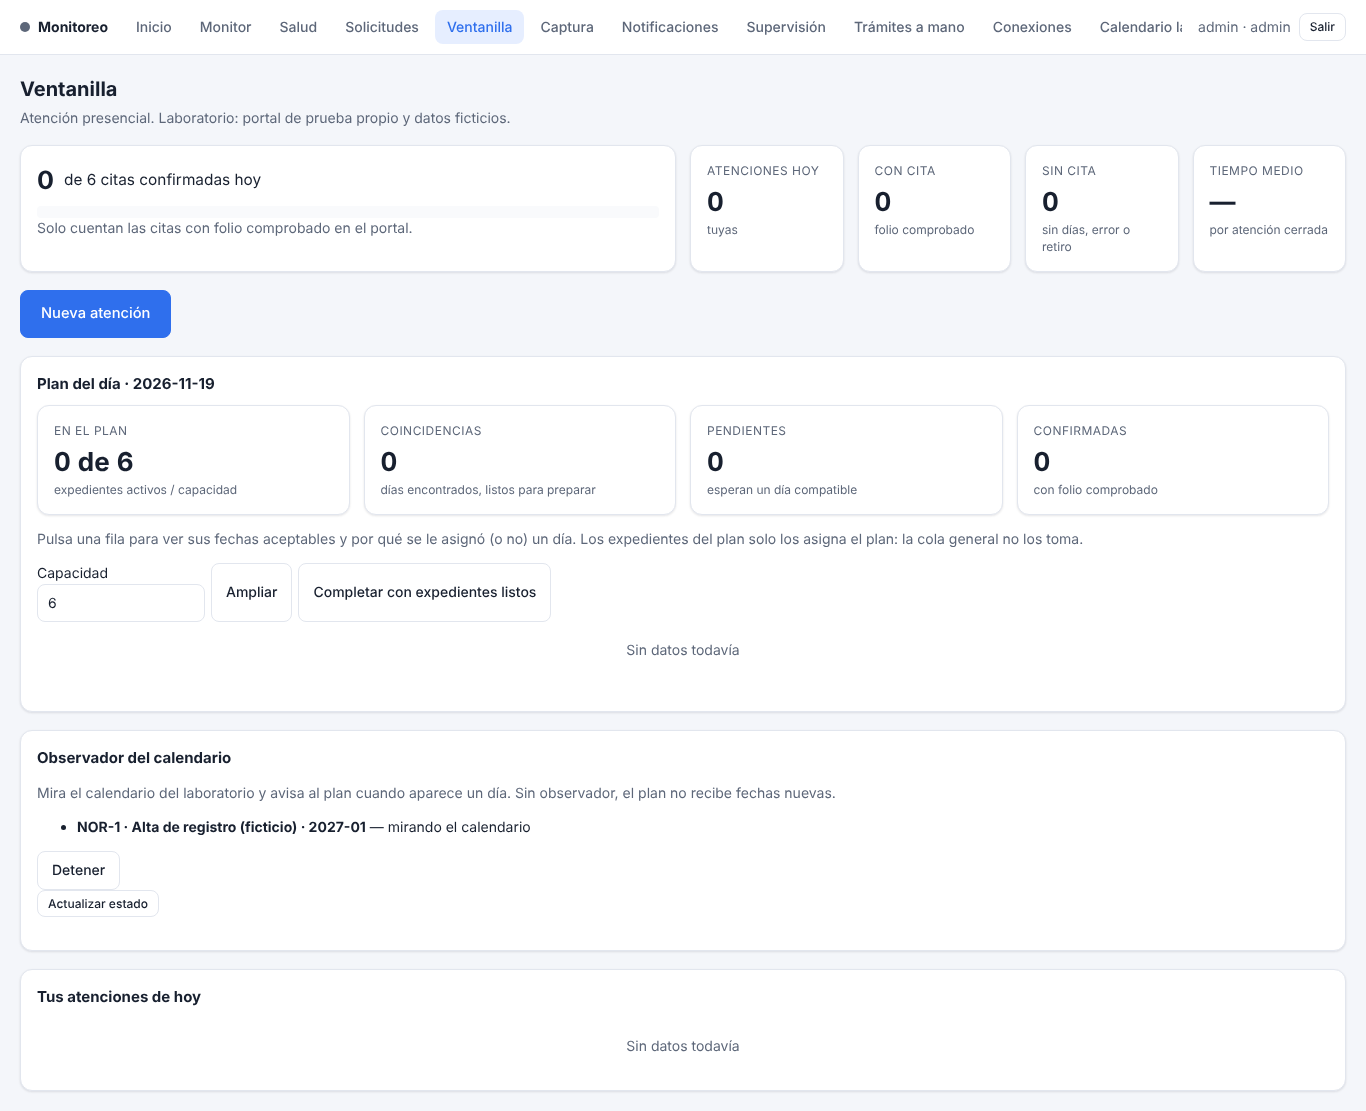 Monitoreo Inicio Monitor Salud Solicitudes Ventanilla Captura Notificaciones Supervisión Trámites a mano Conexiones Calendario admin · admin Salir
Ventanilla
Atención presencial. Laboratorio: portal de prueba propio y datos ficticios.
0 de 6 citas confirmadas hoy
Solo cuentan las citas con folio comprobado en el portal.
ATENCIONES HOY
0
tuyas
CON CITA
0
folio comprobado
SIN CITA
0
sin días, error o
retiro
TIEMPO MEDIO
—
por atención cerrada
Nueva atención
Plan del día · 2026-11-19
EN EL PLAN
0 de 6
expedientes activos / capacidad
COINCIDENCIAS
0
días encontrados, listos para preparar
PENDIENTES
0
esperan un día compatible
CONFIRMADAS
0
con folio comprobado
Pulsa una fila para ver sus fechas aceptables y por qué se le asignó (o no) un día. Los expedientes del plan solo los asigna el plan: la cola general no los toma.
Capacidad
6
Ampliar
Completar con expedientes listos
Sin datos todavía
Observador del calendario
Mira el calendario del laboratorio y avisa al plan cuando aparece un día. Sin observador, el plan no recibe fechas nuevas.
• NOR-1 · Alta de registro (ficticio) · 2027-01 — mirando el calendario
Detener
Actualizar estado
Tus atenciones de hoy
Sin datos todavía